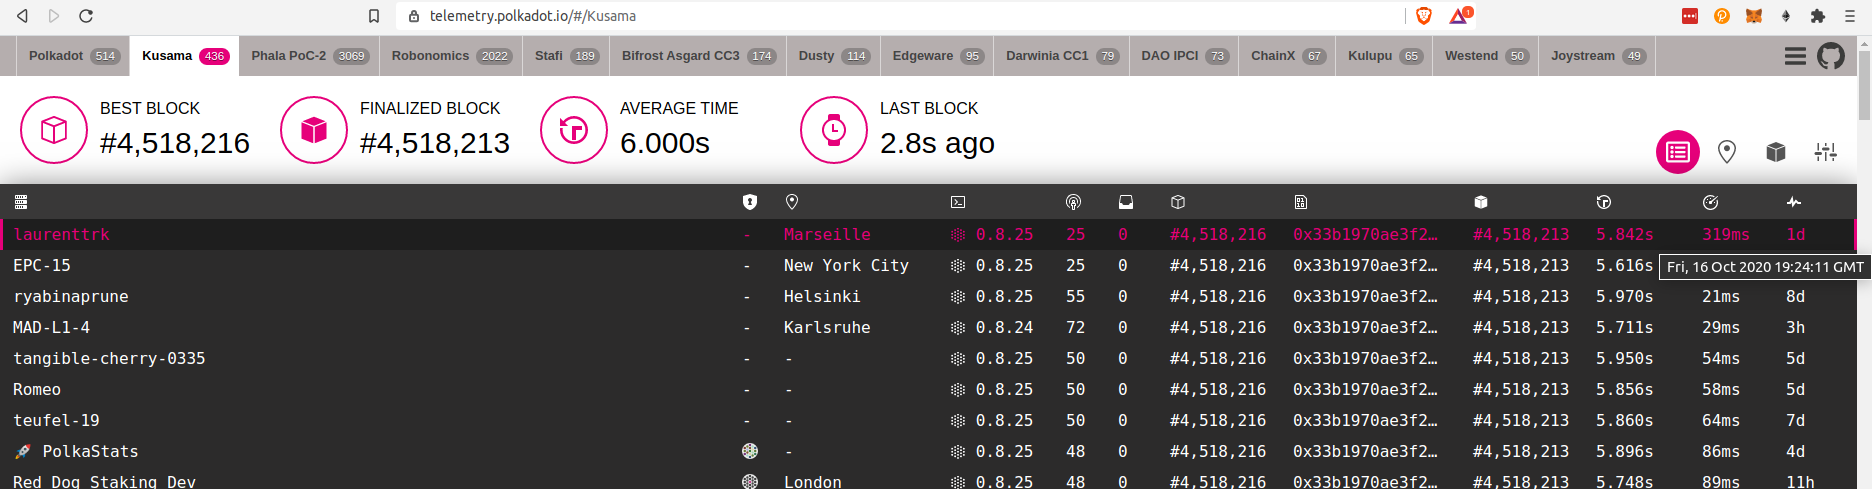 telemetry.polkadot.io/#/Kusama 1
Polkadot 514 Kusama 436 Phala PoC-2 3069 Robonomics 2022 Stafi 189 Bifrost Asgard CC3 174 Dusty 114 Edgeware 95 Darwinia CC1 79 DAO IPCI 73 ChainX 67 Kulupu 65 Westend 50 Joystream 49
BEST BLOCK FINALIZED BLOCK AVERAGE TIME LAST BLOCK
#4,518,216 #4,518,213 6.000s 2.8s ago
laurenttrk - Marseille 0.8.25 25 0 #4,518,216 0x33b1970ae3f2… #4,518,213 5.842s 319ms 1d
EPC-15 - New York City 0.8.25 25 0 #4,518,216 0x33b1970ae3f2… #4,518,213 5.616s Fri, 16 Oct 2020 19:24:11 GMT
ryabinaprune - Helsinki 0.8.25 55 0 #4,518,216 0x33b1970ae3f2… #4,518,213 5.970s 21ms 8d
MAD-L1-4 - Karlsruhe 0.8.24 72 0 #4,518,216 0x33b1970ae3f2… #4,518,213 5.711s 29ms 3h
tangible-cherry-0335 - - 0.8.25 50 0 #4,518,216 0x33b1970ae3f2… #4,518,213 5.950s 54ms 5d
Romeo - - 0.8.25 50 0 #4,518,216 0x33b1970ae3f2… #4,518,213 5.856s 58ms 5d
teufel-19 - - 0.8.25 50 0 #4,518,216 0x33b1970ae3f2… #4,518,213 5.860s 64ms 7d
🚀 PolkaStats - 0.8.25 48 0 #4,518,216 0x33b1970ae3f2… #4,518,213 5.896s 86ms 4d
Red Dog Staking Dev London 0.8.25 48 0 #4,518,216 0x33b1970ae3f2… #4,518,213 5.748s 89ms 11h